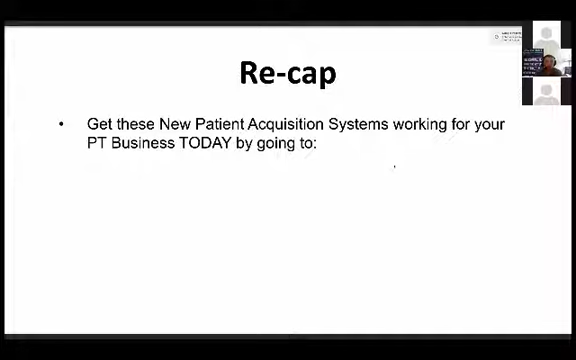 Re-cap
• Get these New Patient Acquisition Systems working for your
PT Business TODAY by going to: